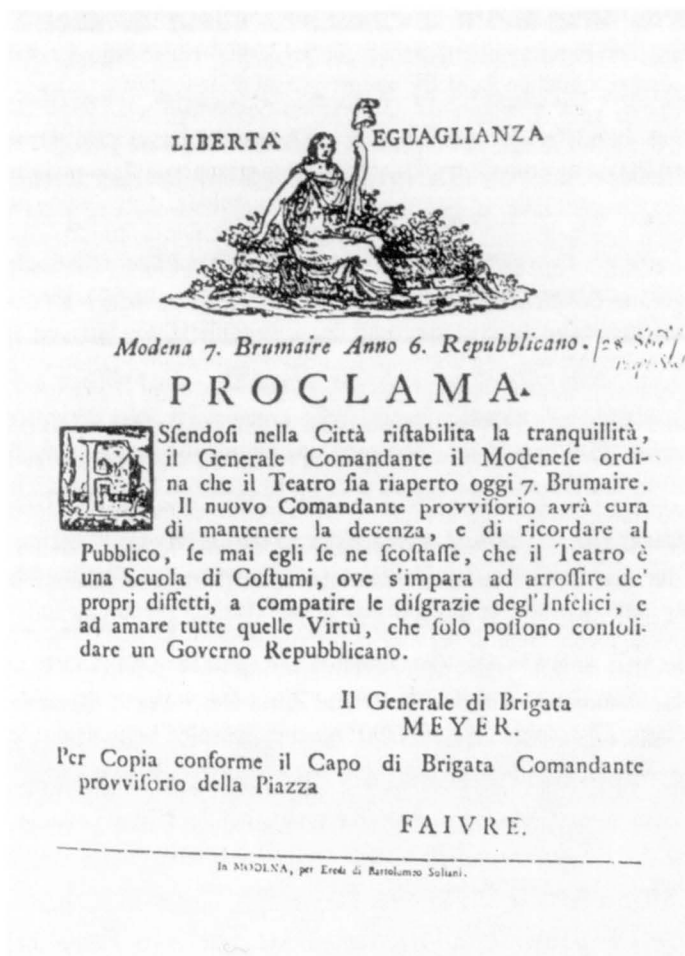 LIBERTA' EGUAGLIANZA
Modena 7. Brumaire Anno 6. Repubblicano.
PROCLAMA.
ESſendoſi nella Città riſtabilita la tranquillità,
il Generale Comandante il Modeneſe ordi-
na che il Teatro ſia riaperto oggi 7. Brumaire.
Il nuovo Comandante provviſorio avrà cura
di mantenere la decenza, e di ricordare al
Pubblico, ſe mai egli ſe ne ſcoſtaſſe, che il Teatro è
una Scuola di Coſtumi, ove s'impara ad arroſſire de'
proprj diffetti, a compatire le diſgrazie degl'Infelici, e
ad amare tutte quelle Virtù, che ſolo poſſono conſoli-
dare un Governo Repubblicano.
Il Generale di Brigata
MEYER.
Per Copia conforme il Capo di Brigata Comandante
provviſorio della Piazza
FAIVRE.
In MODENA, per Eredi di Bartolomeo Soliani.